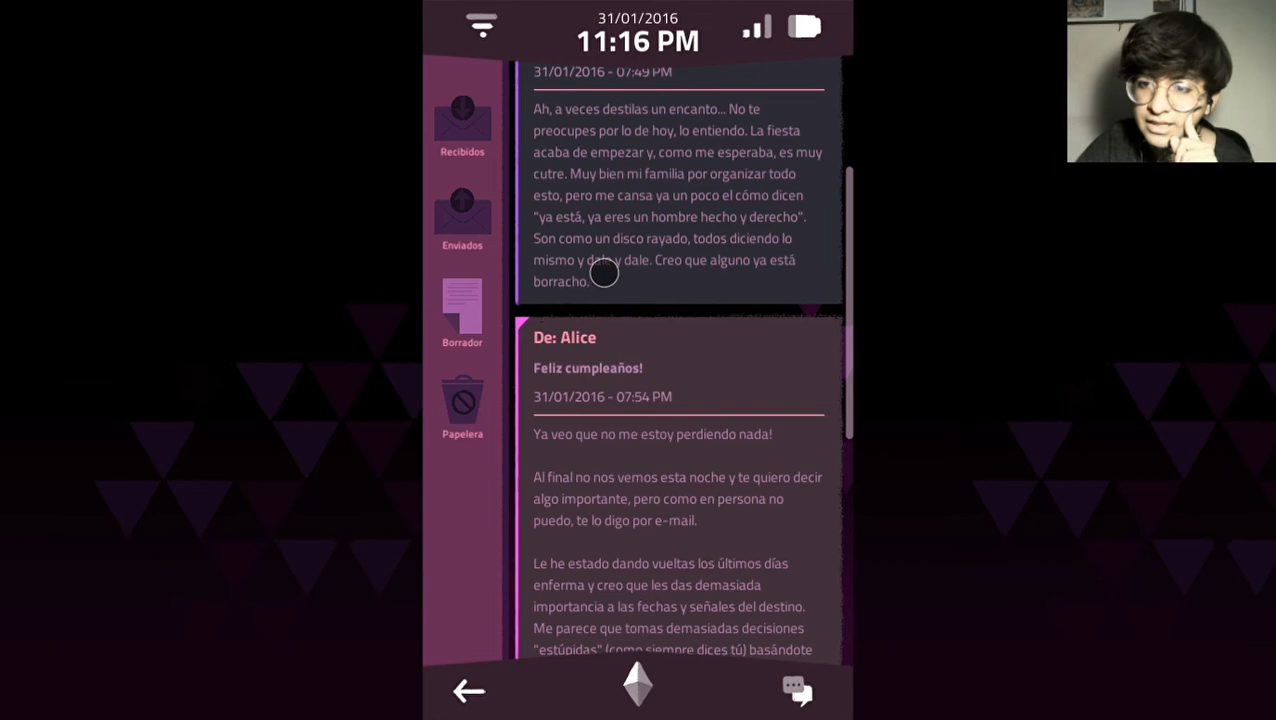 31/01/2016
11:16 PM
Recibidos
Enviados
Borrador
Papelera
31/01/2016 - 07:49 PM
Ah, a veces destilas un encanto... No te
preocupes por lo de hoy, lo entiendo. La fiesta
acaba de empezar y, como me esperaba, es muy
cutre. Muy bien mi familia por organizar todo
esto, pero me cansa ya un poco el cómo dicen
"ya está, ya eres un hombre hecho y derecho".
Son como un disco rayado, todos diciendo lo
mismo y dale y dale. Creo que alguno ya está
borracho.
De: Alice
Feliz cumpleaños!
31/01/2016 - 07:54 PM
Ya veo que no me estoy perdiendo nada!
Al final no nos vemos esta noche y te quiero decir
algo importante, pero como en persona no
puedo, te lo digo por e-mail.
Le he estado dando vueltas los últimos días
enferma y creo que les das demasiada
importancia a las fechas y señales del destino.
Me parece que tomas demasiadas decisiones
"estúpidas" (como siempre dices tú) basándote